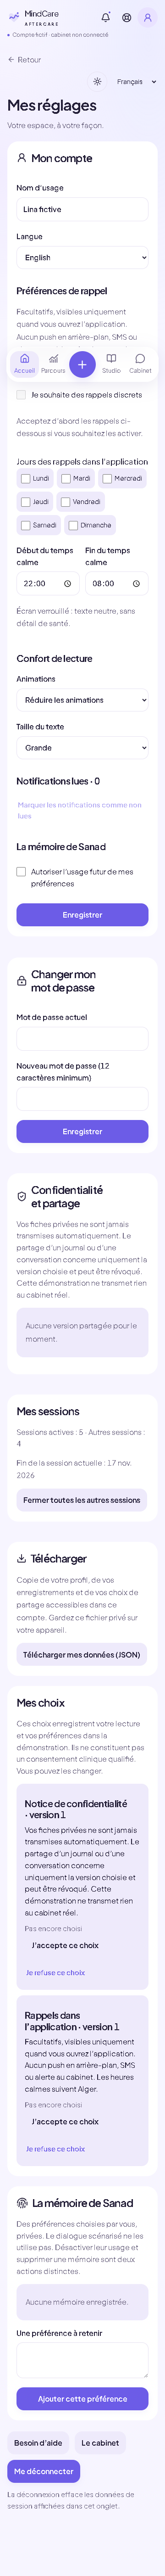 MindCare
AFTERCARE
Compte fictif · cabinet non connecté
Retour
Français
Mes réglages
Votre espace, à votre façon.
Mon compte
Nom d'usage
Lina fictive
Langue
English
Préférences de rappel
Facultatifs, visibles uniquement
quand vous ouvrez l'application.
Aucun push en arrière-plan, SMS ou
Accueil
Parcours
Studio
Cabinet
Je souhaite des rappels discrets
Acceptez d'abord les rappels ci-
dessous si vous souhaitez les activer.
Jours des rappels dans l'application
Lundi
Mardi
Mercredi
Jeudi
Vendredi
Samedi
Dimanche
Début du temps calme
Fin du temps calme
22:00
08:00
Écran verrouillé : texte neutre, sans
détail de santé.
Confort de lecture
Animations
Réduire les animations
Taille du texte
Grande
Notifications lues · 0
Marquer les notifications comme non
lues
La mémoire de Sanad
Autoriser l'usage futur de mes
préférences
Enregistrer
Changer mon
mot de passe
Mot de passe actuel
Nouveau mot de passe (12
caractères minimum)
Enregistrer
Confidentialité
et partage
Vos fiches privées ne sont jamais
transmises automatiquement. Le
partage d'un journal ou d'une
conversation concerne uniquement la
version choisie et peut être révoqué.
Cette démonstration ne transmet rien
au cabinet réel.
Aucune version partagée pour le
moment.
Mes sessions
Sessions actives : 5 · Autres sessions :
4
Fin de la session actuelle : 17 nov.
2026
Fermer toutes les autres sessions
Télécharger
Copie de votre profil, de vos
enregistrements et de vos choix de
partage accessibles dans ce
compte. Gardez ce fichier privé sur
votre appareil.
Télécharger mes données (JSON)
Mes choix
Ces choix enregistrent votre lecture
et vos préférences dans la
démonstration. Ils ne constituent pas
un consentement clinique qualifié.
Vous pouvez les changer.
Notice de confidentialité
· version 1
Vos fiches privées ne sont jamais
transmises automatiquement. Le
partage d'un journal ou d'une
conversation concerne
uniquement la version choisie et
peut être révoqué. Cette
démonstration ne transmet rien
au cabinet réel.
Pas encore choisi
J'accepte ce choix
Je refuse ce choix
Rappels dans
l'application · version 1
Facultatifs, visibles uniquement
quand vous ouvrez l'application.
Aucun push en arrière-plan, SMS
ou alerte au cabinet. Les heures
calmes suivent Alger.
Pas encore choisi
J'accepte ce choix
Je refuse ce choix
La mémoire de Sanad
Des préférences choisies par vous,
privées. Le dialogue scénarisé ne les
utilise pas. Désactiver leur usage et
supprimer une mémoire sont deux
actions distinctes.
Aucune mémoire enregistrée.
Une préférence à retenir
Ajouter cette préférence
Besoin d'aide
Le cabinet
Me déconnecter
La déconnexion efface les données de
session affichées dans cet onglet.